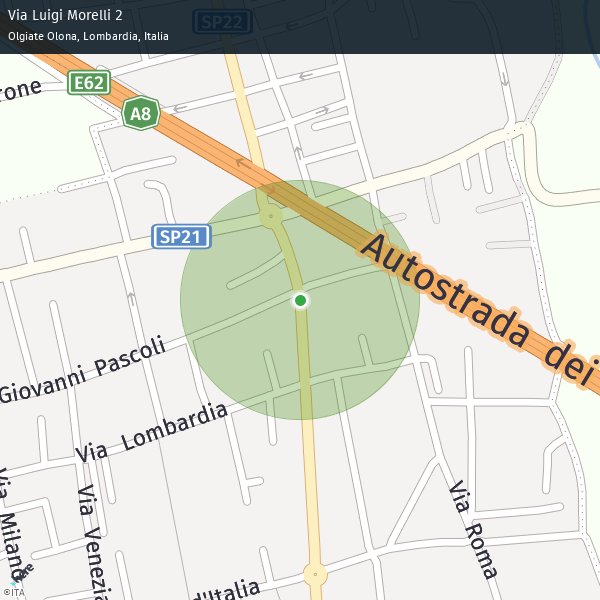 Via Luigi Morelli 2
Olgiate Olona, Lombardia, Italia
SP22
rone
E62
A8
SP21
Autostrada dei
Giovanni Pascoli
Via Lombardia
Via Milano
Via Venezia
Via Roma
d'Italia
©ITA